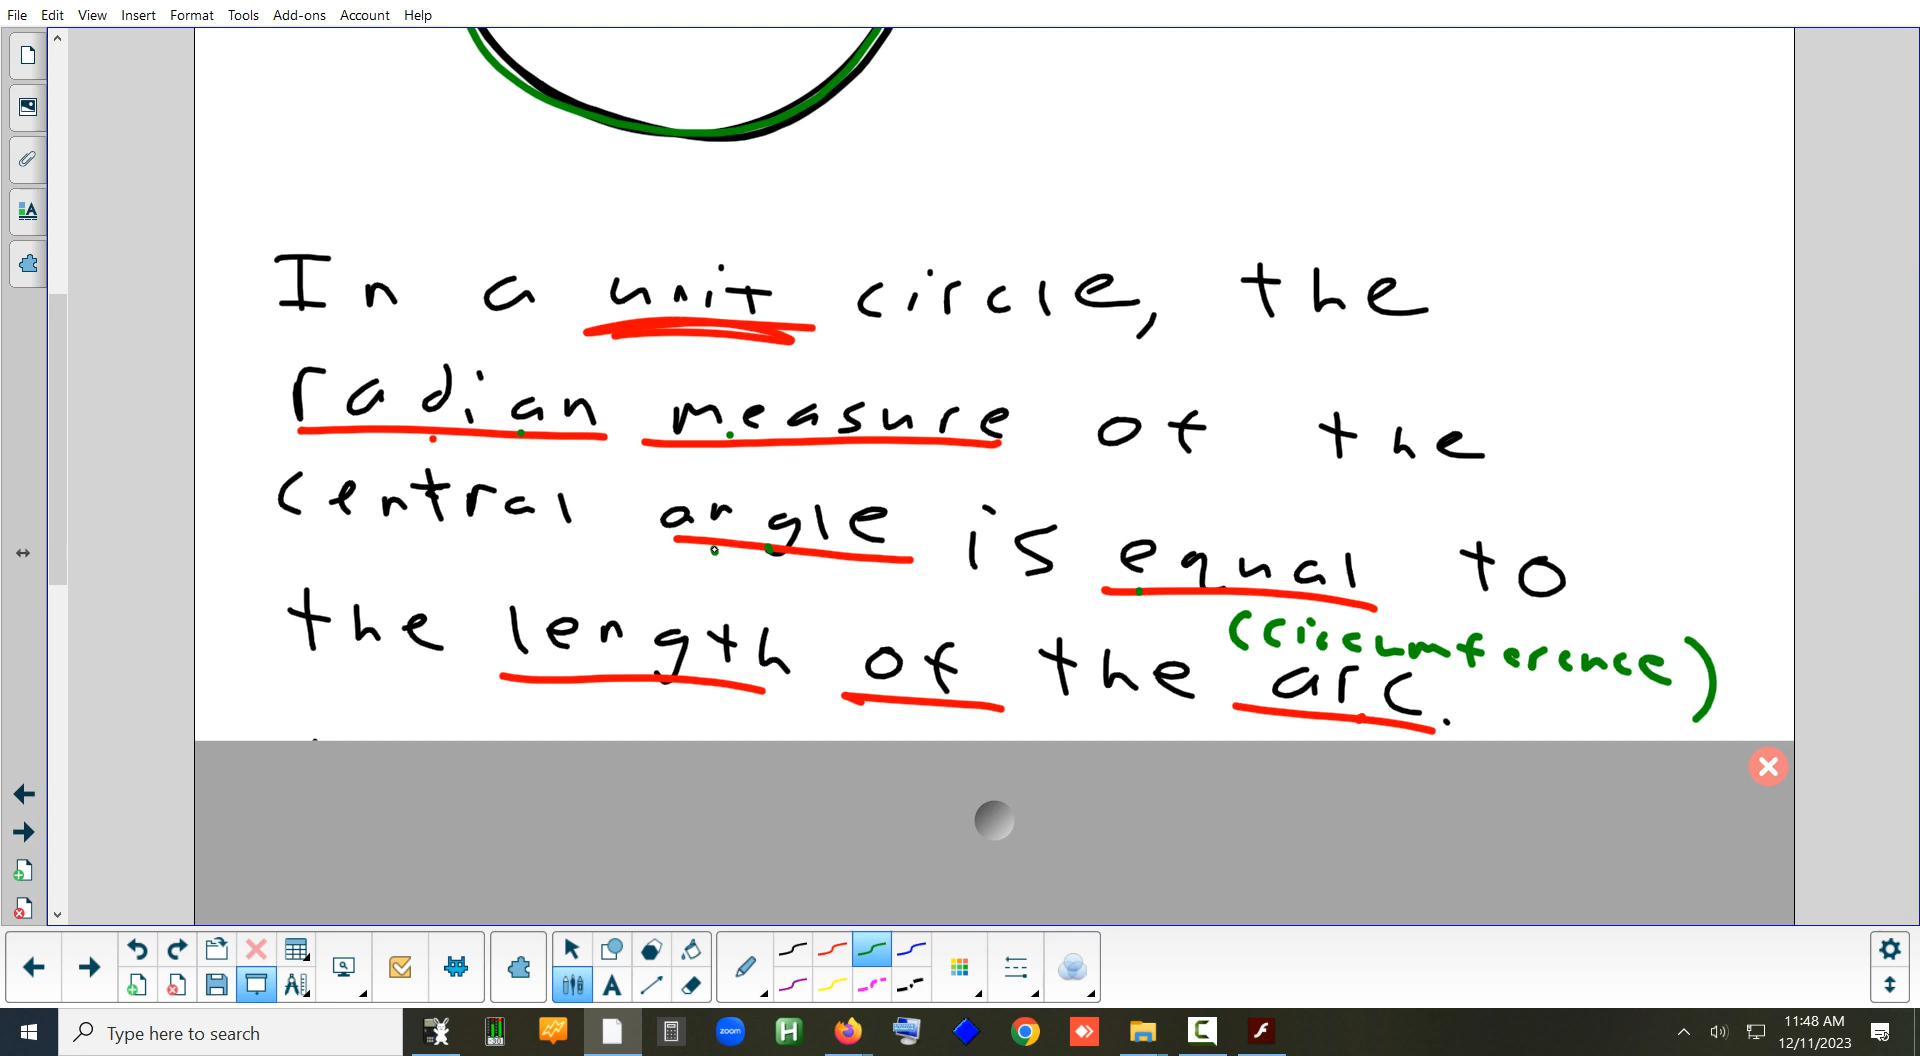 File Edit View Insert Format Tools Add-ons Account Help
In a unit circle, the
radian measure of the
central angle is equal to
(circumference)
the length of the arc.
Type here to search
zoom
H
C
11:48 AM
12/11/2023